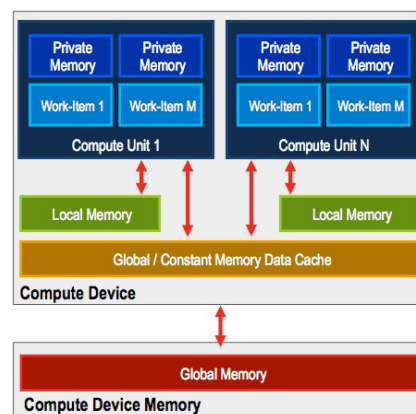 Private Memory
Private Memory
Work-Item 1
Work-Item M
Compute Unit 1
Private Memory
Private Memory
Work-Item 1
Work-Item M
Compute Unit N
Local Memory
Local Memory
Global / Constant Memory Data Cache
Compute Device
Global Memory
Compute Device Memory